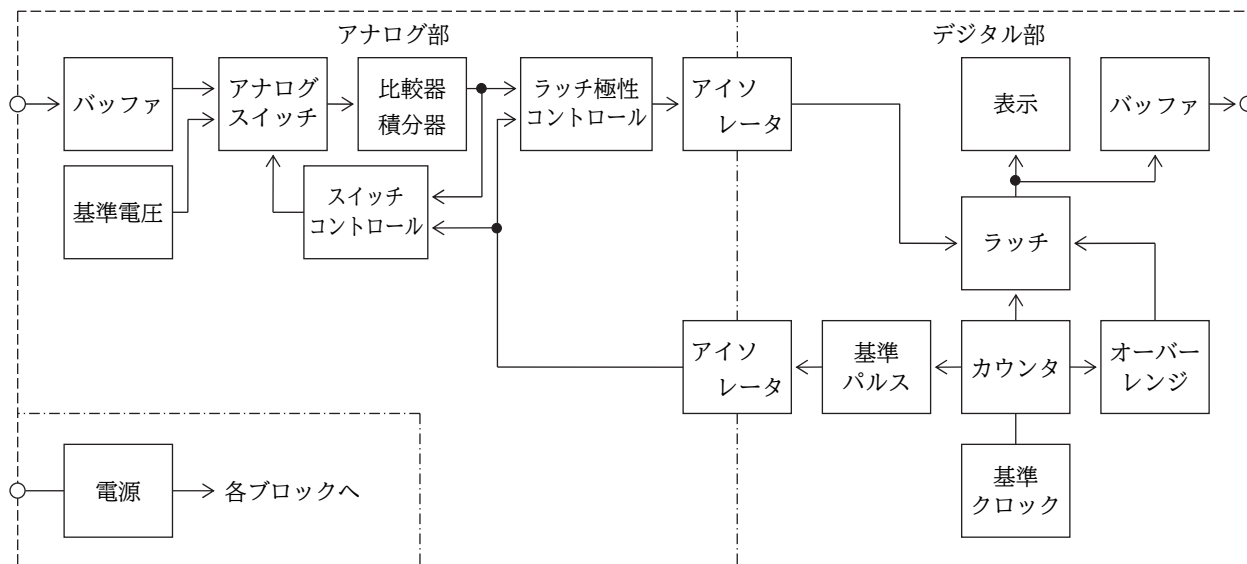 アナログ部
デジタル部
バッファ
アナログ
スイッチ
比較器
積分器
ラッチ極性
コントロール
アイソ
レータ
表示
バッファ
基準電圧
スイッチ
コントロール
ラッチ
アイソ
レータ
基準
パルス
カウンタ
オーバー
レンジ
電源
各ブロックへ
基準
クロック